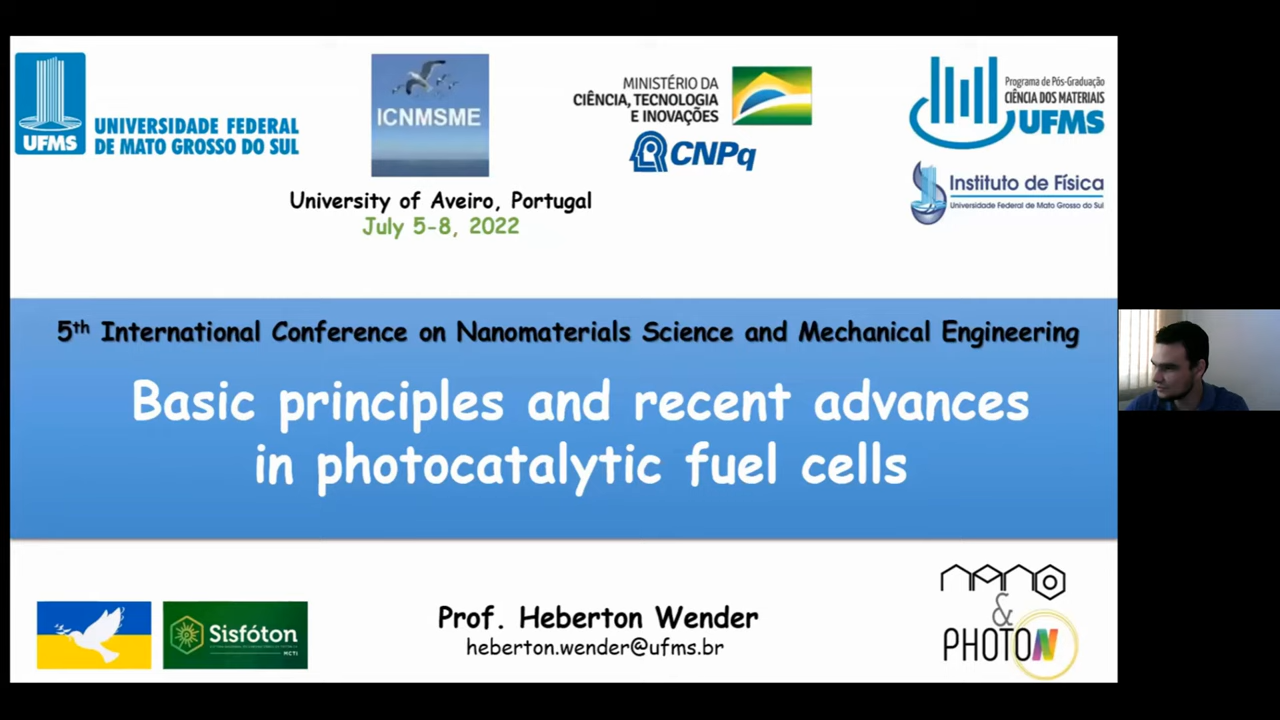 UFMS
UNIVERSIDADE FEDERAL
DE MATO GROSSO DO SUL
ICNMSME
University of Aveiro, Portugal
July 5-8, 2022
MINISTÉRIO DA
CIÊNCIA, TECNOLOGIA
E INOVAÇÕES
CNPq
Programa de Pós-Graduação
CIÊNCIA DOS MATERIAIS
UFMS
Instituto de Física
Universidade Federal de Mato Grosso do Sul
5th International Conference on Nanomaterials Science and Mechanical Engineering
Basic principles and recent advances
in photocatalytic fuel cells
Sisfóton
MCTI
Prof. Heberton Wender
heberton.wender@ufms.br
nano
&
PHOTON